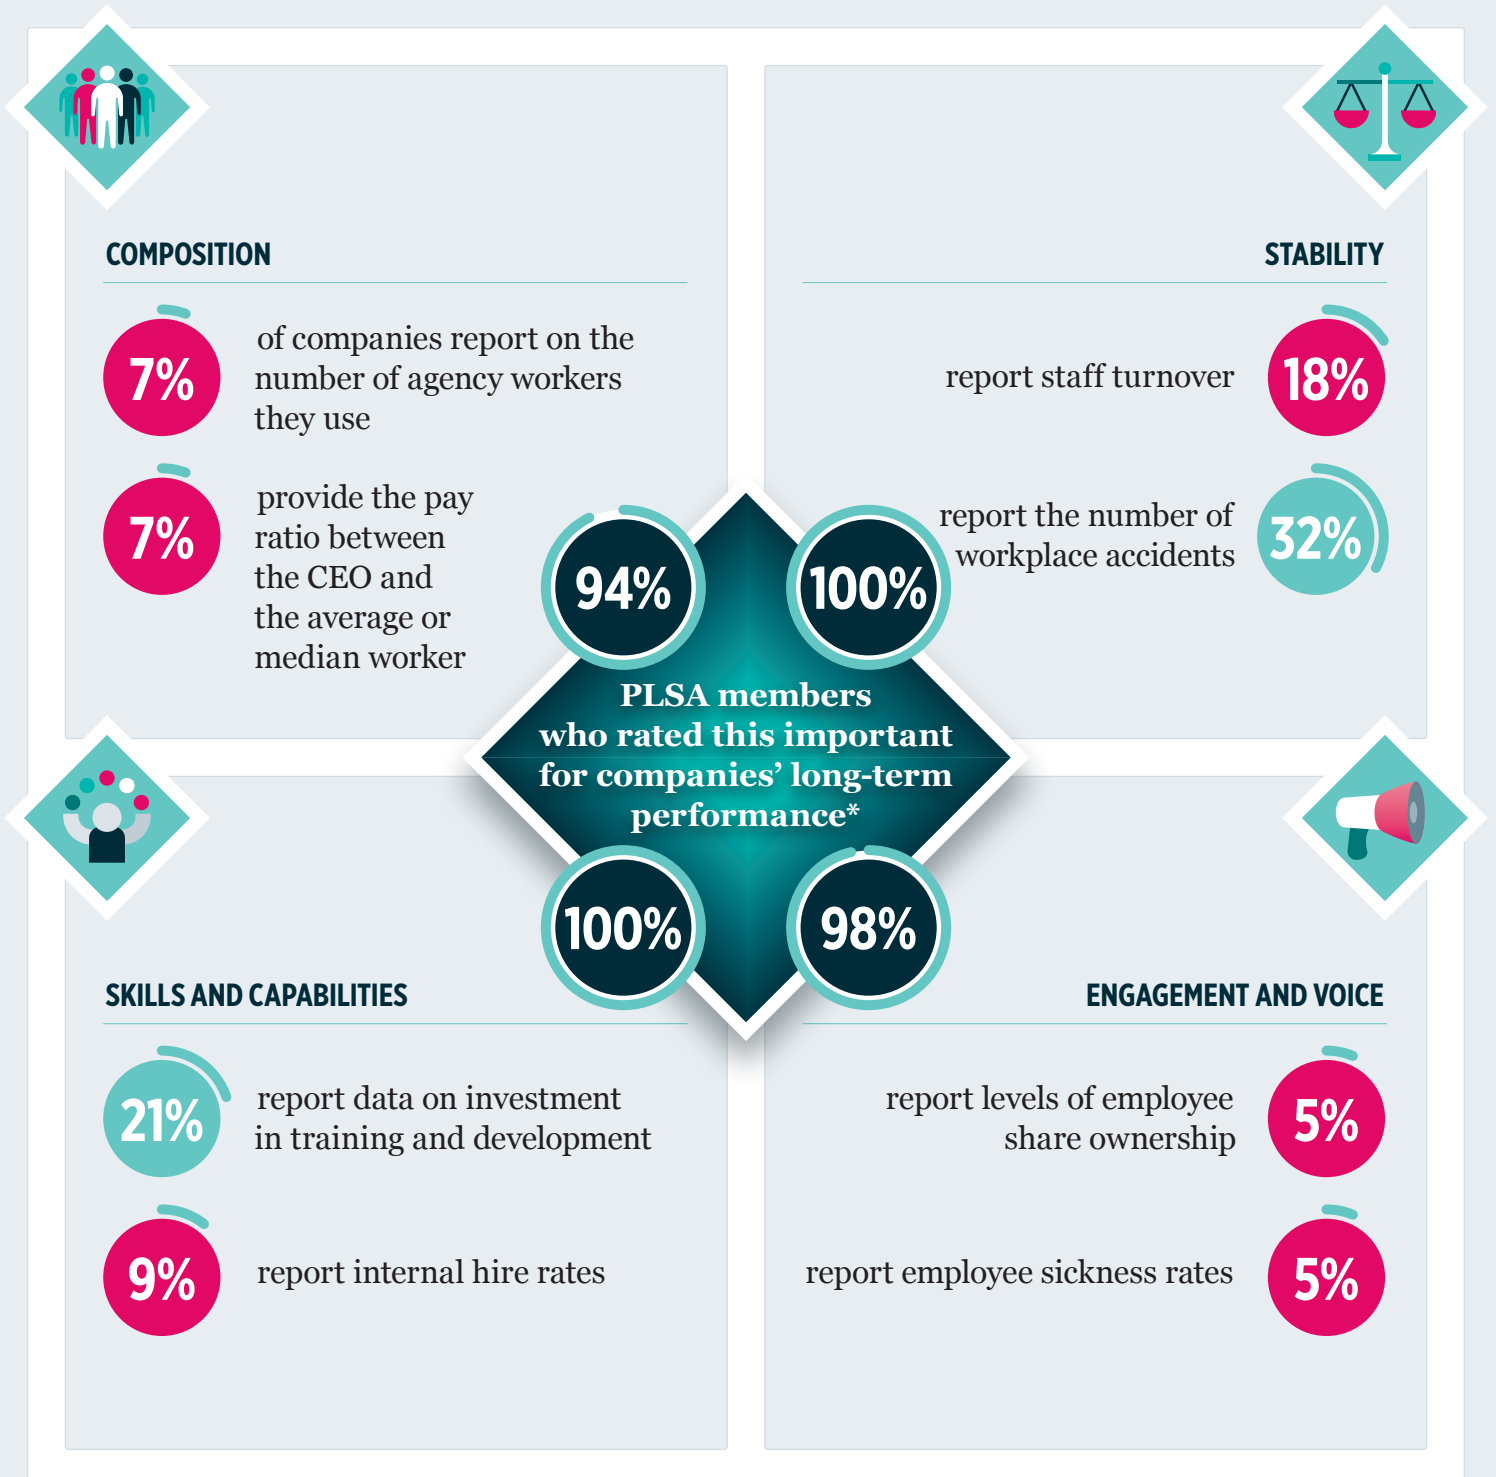 COMPOSITION
7%
of companies report on the
number of agency workers
they use
7%
provide the pay
ratio between
the CEO and
the average or
median worker
STABILITY
report staff turnover
18%
report the number of
workplace accidents
32%
94%
100%
PLSA members
who rated this important
for companies’ long-term
performance*
100%
98%
SKILLS AND CAPABILITIES
21%
report data on investment
in training and development
9%
report internal hire rates
ENGAGEMENT AND VOICE
report levels of employee
share ownership
5%
report employee sickness rates
5%